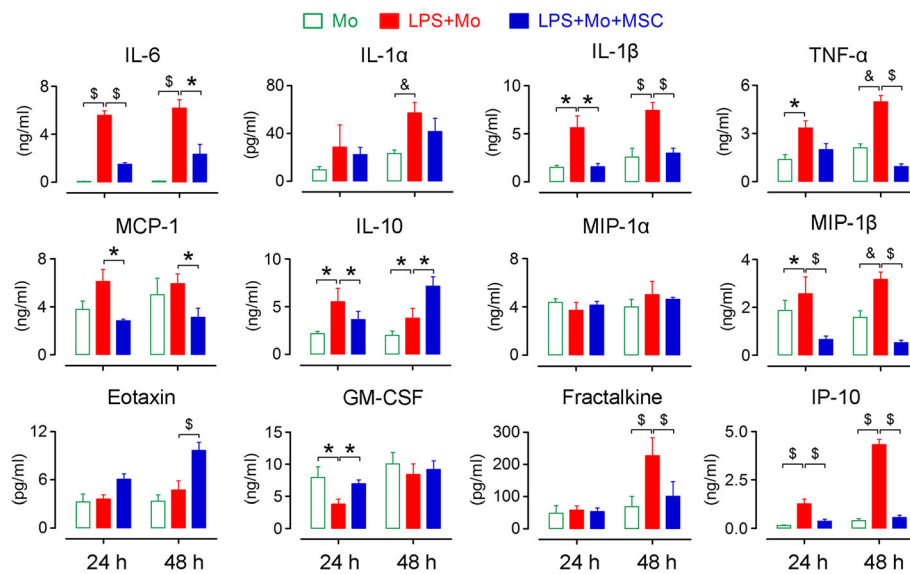 Mo LPS+Mo LPS+Mo+MSC
IL-6 IL-1α IL-1β TNF-α
8 $ $ $ * 80 & 10 * * $ $ 6 * & $
(ng/ml) 4 (pg/ml) 40 (ng/ml) 5 (ng/ml) 3
0 0 0 0
MCP-1 IL-10 MIP-1α MIP-1β
8 * * 8 * * * * 8 4 * $ & $
(ng/ml) 4 (ng/ml) 4 (ng/ml) 4 (ng/ml) 2
0 0 0 0
Eotaxin GM-CSF Fractalkine IP-10
12 $ 15 * * 300 $ $ 5.0 $ $ $ $
(pg/ml) 6 (pg/ml) 10 5 (pg/ml) 200 100 (ng/ml) 2.5
0 0 0 0.0
24 h 48 h 24 h 48 h 24 h 48 h 24 h 48 h